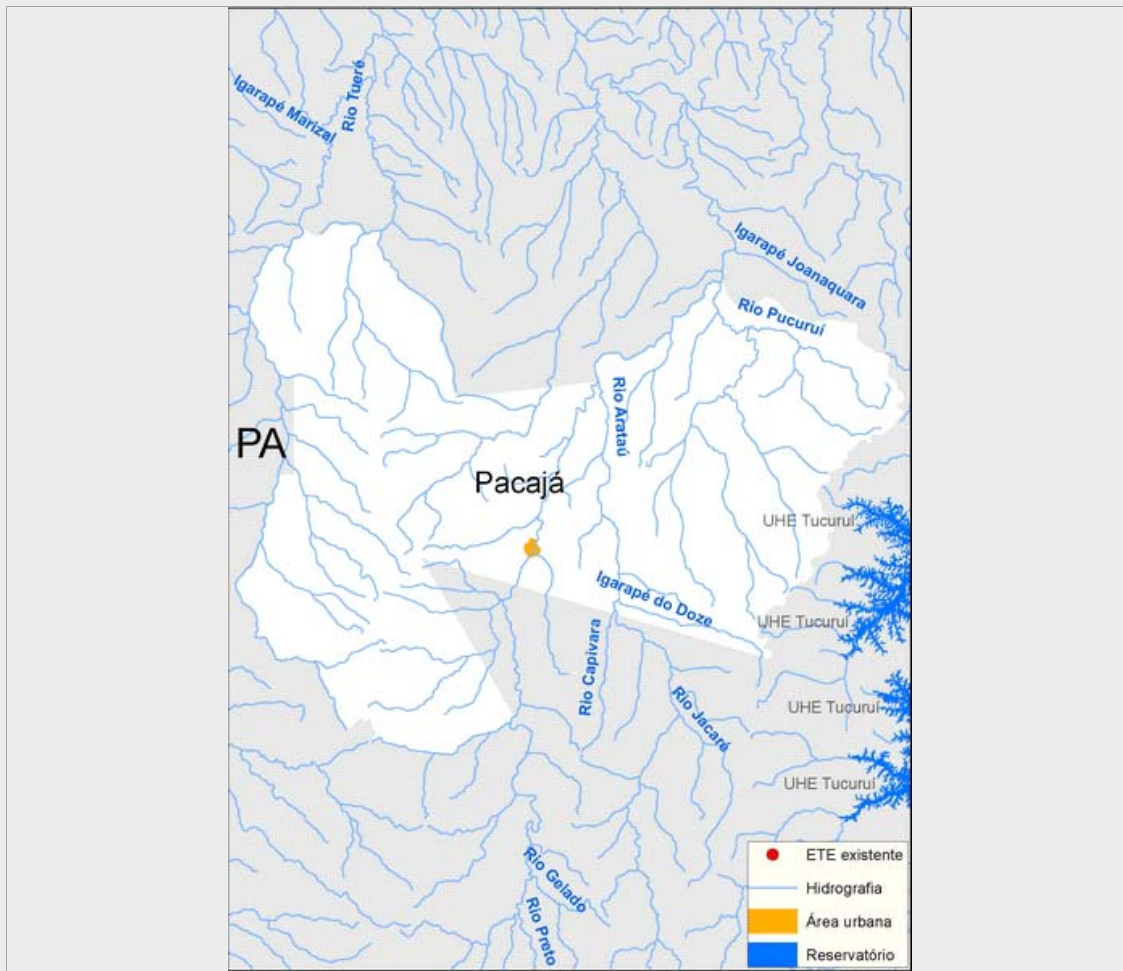 Igarapé Marizal
Rio Tueré
Igarapé Joanaquara
Rio Pucuruí
Rio Arataú
PA
Pacajá
UHE Tucuruí
Igarapé do Doze
UHE Tucuruí
Rio Capivara
Rio Jacaré
UHE Tucuruí
UHE Tucuruí
Rio Gelado
Rio Preto
ETE existente
Hidrografia
Área urbana
Reservatório